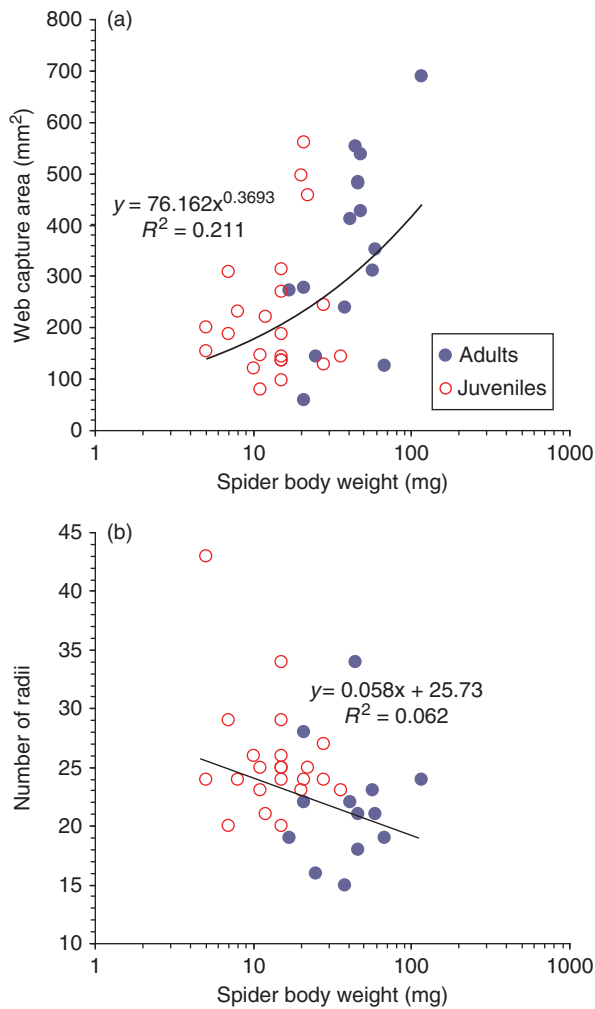 (a)
800
700
600
500
400
300
200
100
0
Web capture area (mm²)
y = 76.162x^0.3693
R² = 0.211
Adults
Juveniles
1 10 100 1000
Spider body weight (mg)
(b)
45
40
35
30
25
20
15
10
Number of radii
y= 0.058x + 25.73
R² = 0.062
1 10 100 1000
Spider body weight (mg)